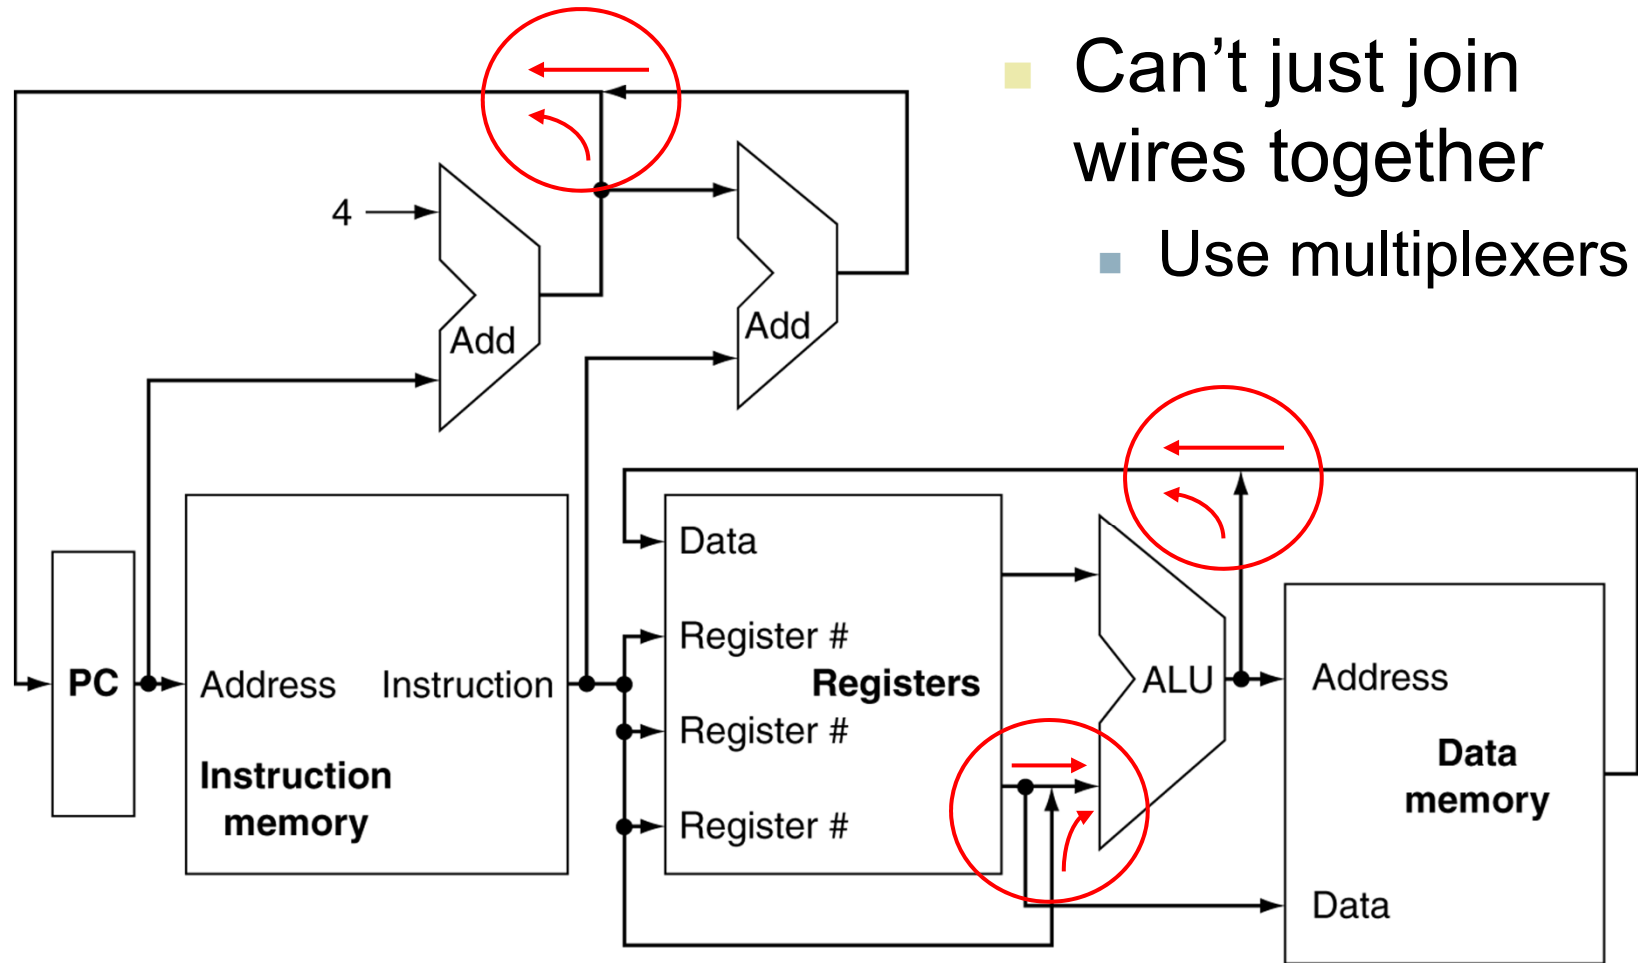 Can't just join
wires together
Use multiplexers
4
Add
Add
PC
Address
Instruction
Instruction
memory
Data
Register #
Registers
Register #
Register #
ALU
Address
Data
memory
Data